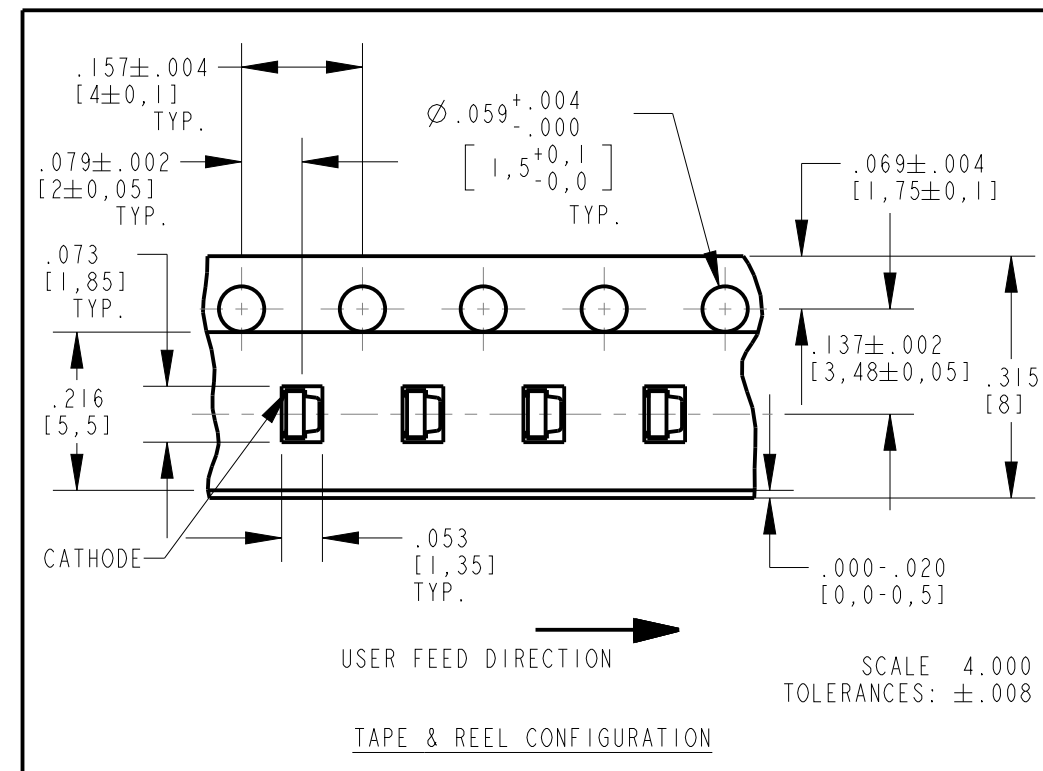 .157±.004
[4±0,1]
TYP.
Ø.059+.004
-.000
[1,5+0,1
-0,0]
TYP.
.079±.002
[2±0,05]
TYP.
.069±.004
[1,75±0,1]
.073
[1,85]
TYP.
.137±.002
[3,48±0,05]
.315
[8]
.216
[5,5]
CATHODE
.053
[1,35]
TYP.
.000-.020
[0,0-0,5]
USER FEED DIRECTION
SCALE 4.000
TOLERANCES: ±.008
TAPE & REEL CONFIGURATION